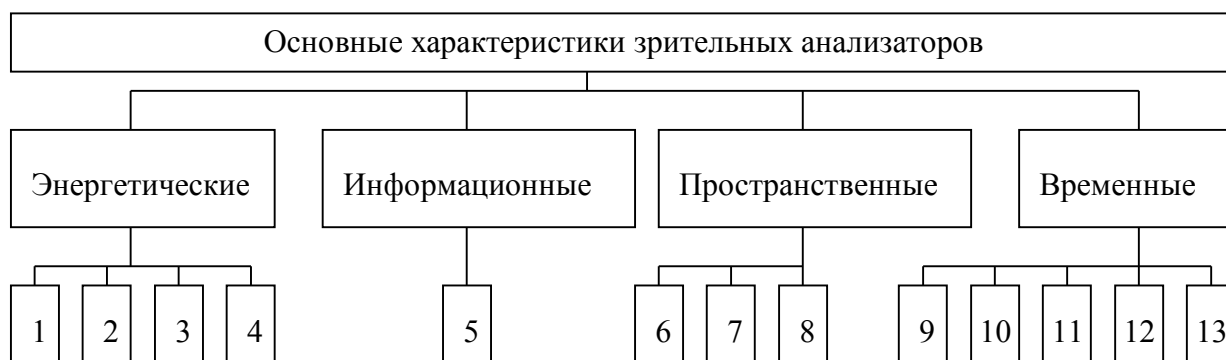 Основные характеристики зрительных анализаторов
Энергетические Информационные Пространственные Временные
1 2 3 4 5 6 7 8 9 10 11 12 13